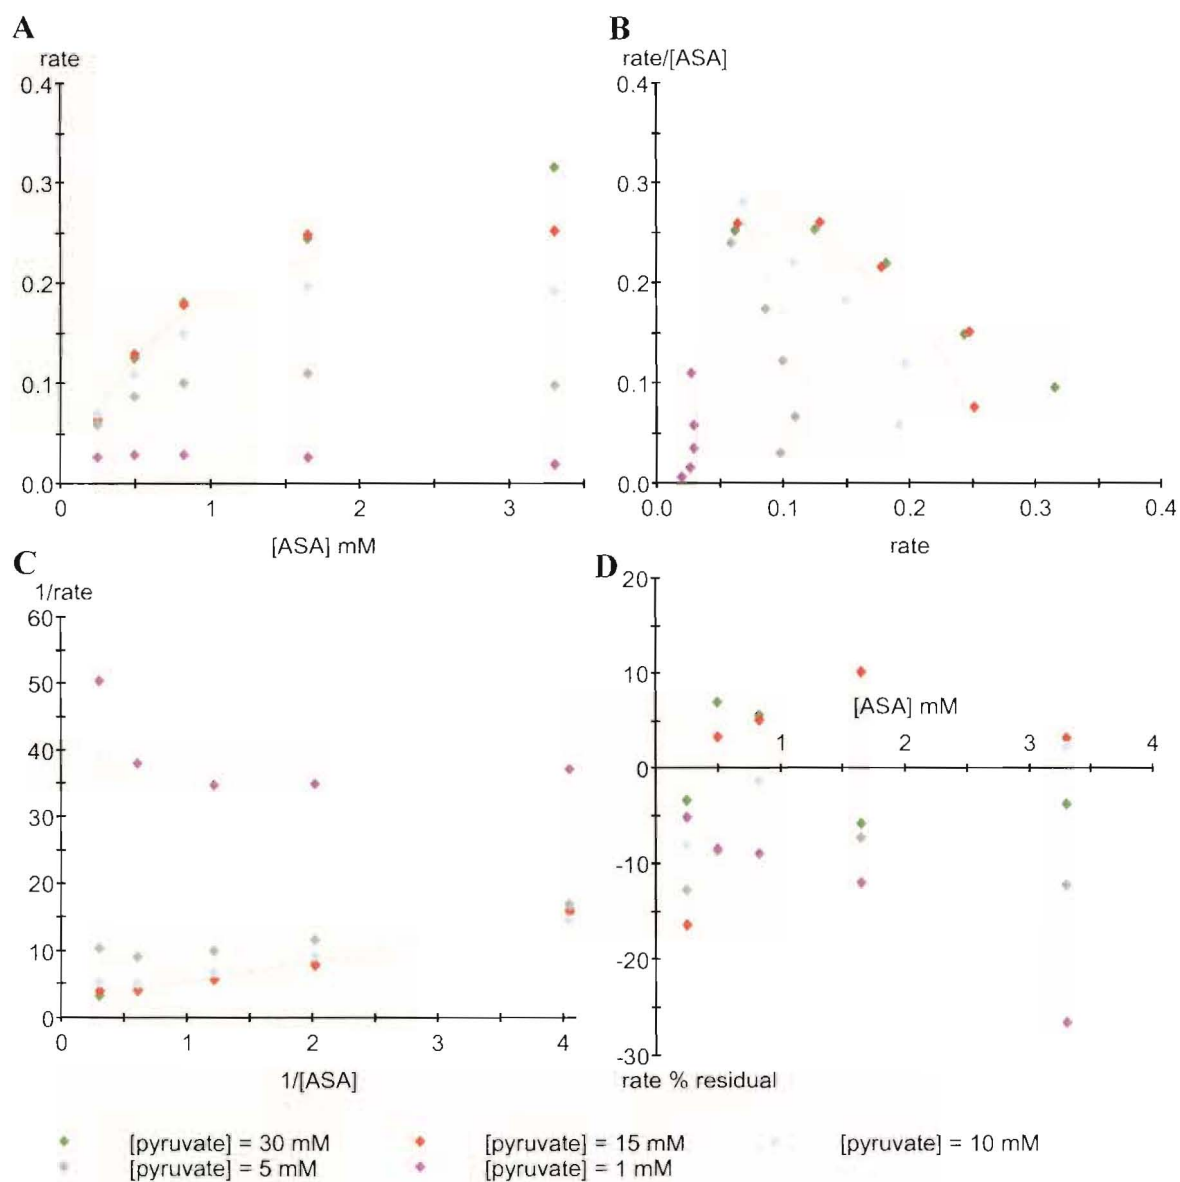 A
rate
0.4
0.3
0.2
0.1
0.0
0 1 2 3
[ASA] mM
B
rate/[ASA]
0.4
0.3
0.2
0.1
0.0
0.0 0.1 0.2 0.3 0.4
rate
C
1/rate
60
50
40
30
20
10
0
0 1 2 3 4
1/[ASA]
D
20
10
0
-10
-20
-30
[ASA] mM
1 2 3 4
rate % residual
[pyruvate] = 30 mM [pyruvate] = 15 mM [pyruvate] = 10 mM
[pyruvate] = 5 mM [pyruvate] = 1 mM